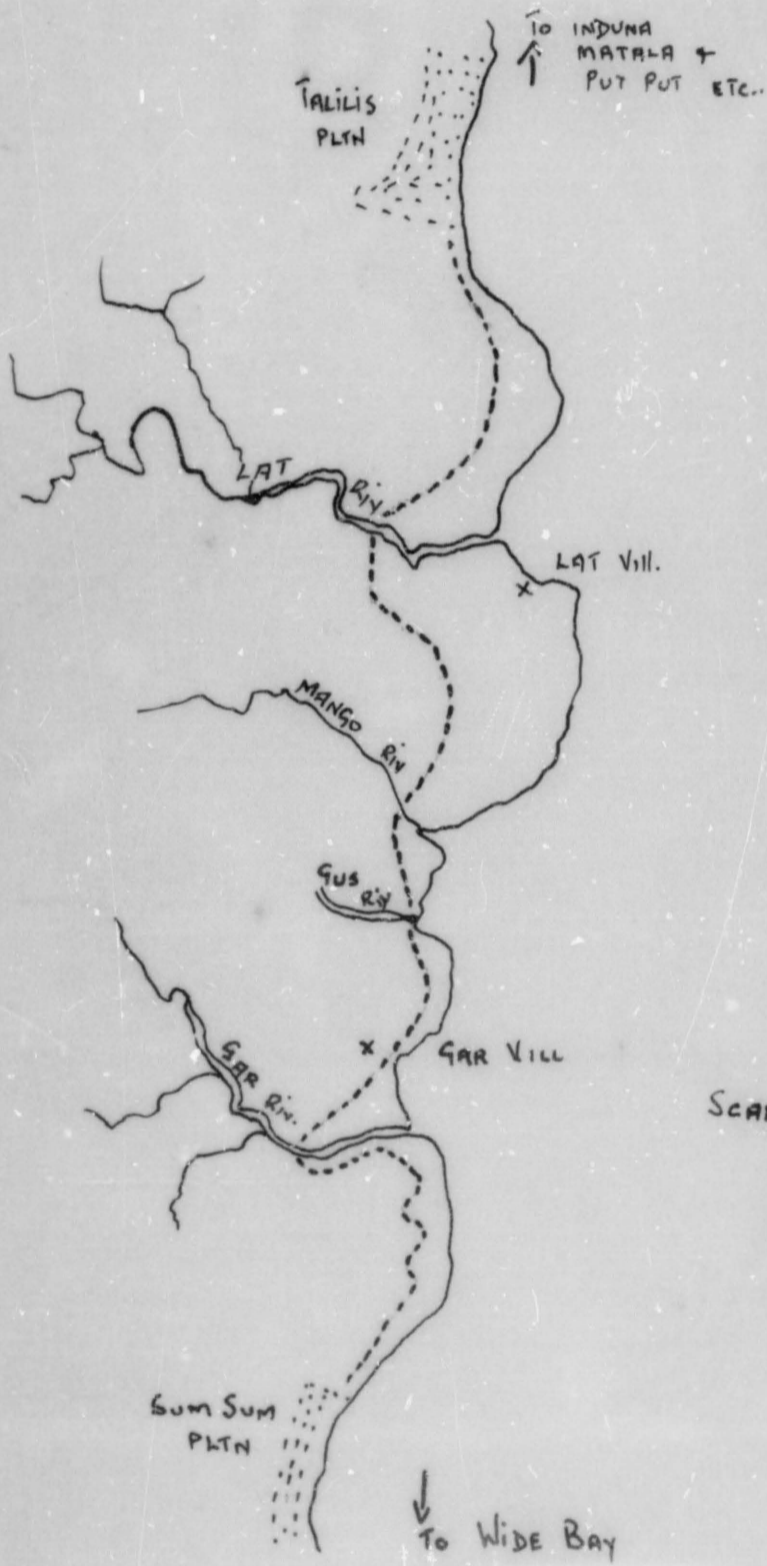 TO INDUNA
MATALA &
PUT PUT ETC..
TALILIS
PLTN
LAT RIV
LAT VILL.
MANGO RIV
GUS RIV
GAR VILL
GAR RIV.
SUM SUM
PLTN
TO WIDE BAY